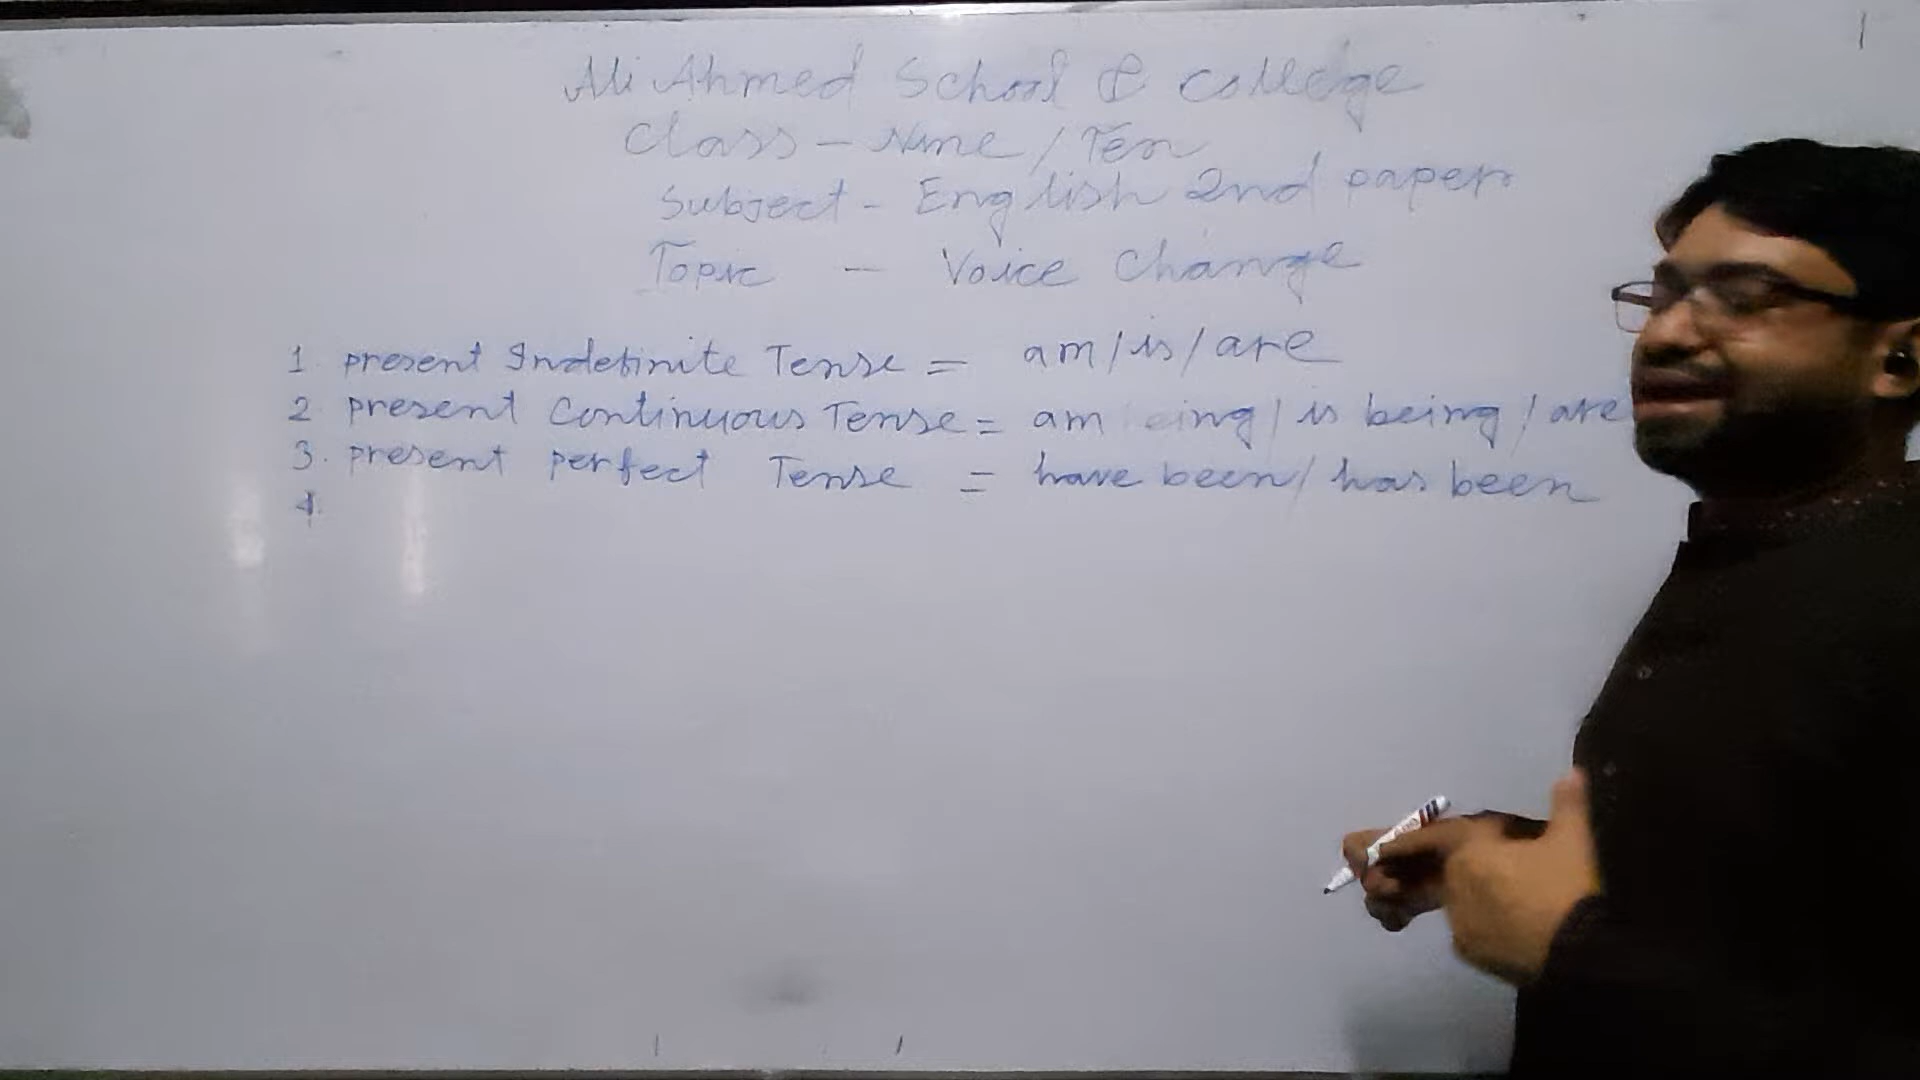 Ali Ahmed School & College
Class - Nine / Ten
Subject - English 2nd paper
Topic - Voice Change
1. present Indefinite Tense = am/is/are
2. present Continuous Tense = am eing / is being / are
3. present perfect Tense = have been/ has been
4.